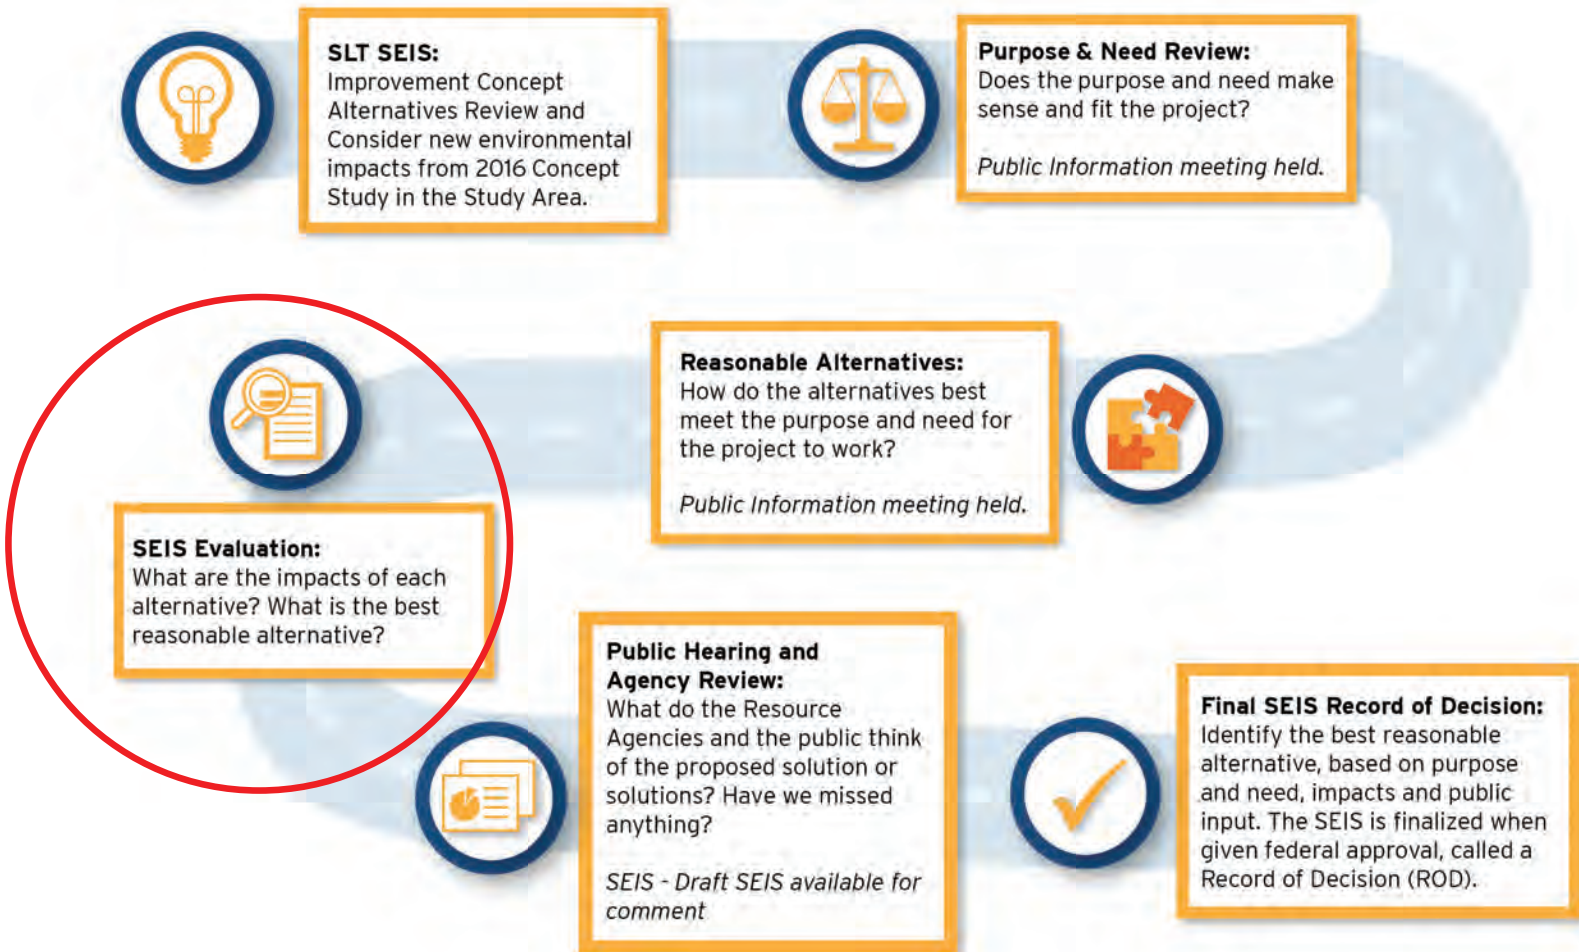 SLT SEIS:
Improvement Concept
Alternatives Review and
Consider new environmental
impacts from 2016 Concept
Study in the Study Area.
Purpose & Need Review:
Does the purpose and need make
sense and fit the project?
Public Information meeting held.
Reasonable Alternatives:
How do the alternatives best
meet the purpose and need for
the project to work?
Public Information meeting held.
SEIS Evaluation:
What are the impacts of each
alternative? What is the best
reasonable alternative?
Public Hearing and
Agency Review:
What do the Resource
Agencies and the public think
of the proposed solution or
solutions? Have we missed
anything?
SEIS - Draft SEIS available for
comment
Final SEIS Record of Decision:
Identify the best reasonable
alternative, based on purpose
and need, impacts and public
input. The SEIS is finalized when
given federal approval, called a
Record of Decision (ROD).